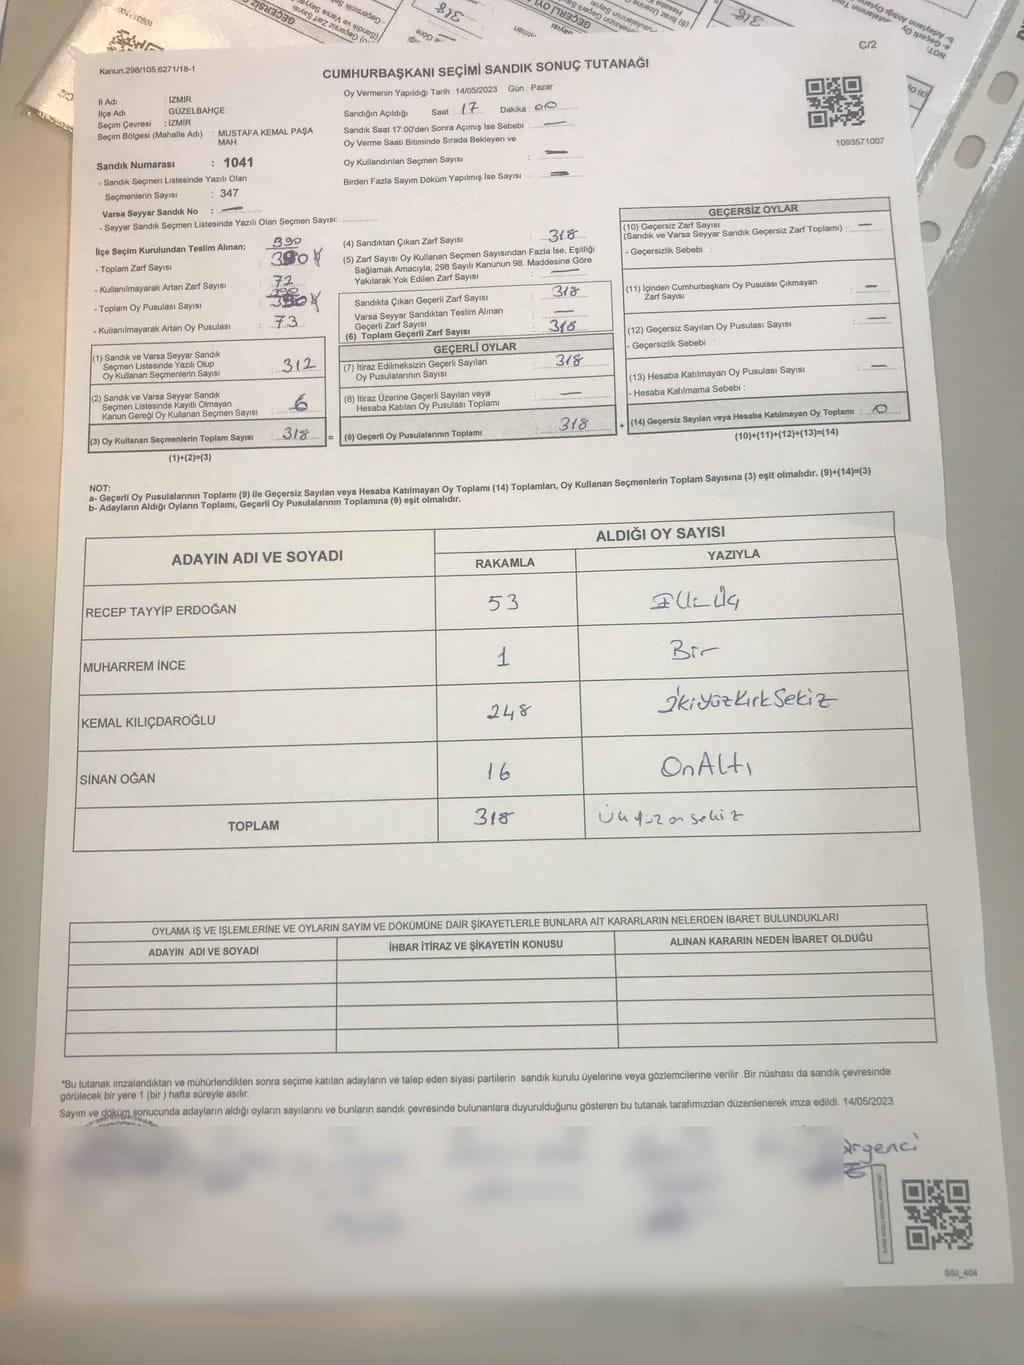 C/2
Kanun,298/105,6271/18-1
CUMHURBAŞKANI SEÇİMİ SANDIK SONUÇ TUTANAĞI
İl Adı : İZMİR
İlçe Adı : GÜZELBAHÇE
Seçim Çevresi : İZMİR
Seçim Bölgesi (Mahalle Adı) : MUSTAFA KEMAL PAŞA
MAH
Sandık Numarası : 1041
- Sandık Seçmen Listesinde Yazılı Olan
Seçmenlerin Sayısı : 347
Varsa Seyyar Sandık No :
- Seyyar Sandık Seçmen Listesinde Yazılı Olan Seçmen Sayısı:
Oy Vermenin Yapıldığı Tarih :14/05/2023 Gün : Pazar
Sandığın Açıldığı Saat 17 Dakika : 00
Sandık Saat 17:00'den Sonra Açımış İse Sebebi :
Oy Verme Saati Bitiminde Sırada Bekleyen ve
Oy Kullandırılan Seçmen Sayısı :
Birden Fazla Sayım Döküm Yapılmış İse Sayısı :
1093571007
İlçe Seçim Kurulundan Teslim Alınan;
390
- Toplam Zarf Sayısı :
- Kullanılmayarak Artan Zarf Sayısı : 72
390
- Toplam Oy Pusulası Sayısı :
- Kullanılmayarak Artan Oy Pusulası : 73
(1) Sandık ve Varsa Seyyar Sandık
Seçmen Listesinde Yazılı Olup
Oy Kullanan Seçmenlerin Sayısı : 312
(2) Sandık ve Varsa Seyyar Sandık
Seçmen Listesinde Kayıtlı Olmayan
Kanun Gereği Oy Kullanan Seçmen Sayısı : 6
(3) Oy Kullanan Seçmenlerin Toplam Sayısı : 318 =
(1)+(2)=(3)
(4) Sandıktan Çıkan Zarf Sayısı : 318
(5) Zarf Sayısı Oy Kullanan Seçmen Sayısından Fazla İse, Eşitliği
Sağlamak Amacıyla; 298 Sayılı Kanunun 98. Maddesine Göre
Yakılarak Yok Edilen Zarf Sayısı :
Sandıkta Çıkan Geçerli Zarf Sayısı : 318
Varsa Seyyar Sandıktan Teslim Alınan
Geçerli Zarf Sayısı :
(6) Toplam Geçerli Zarf Sayısı : 318
GEÇERLİ OYLAR
(7) İtiraz Edilmeksizin Geçerli Sayılan
Oy Pusulalarının Sayısı : 318
(8) İtiraz Üzerine Geçerli Sayılan veya
Hesaba Katılan Oy Pusulası Toplamı :
(9) Geçerli Oy Pusulalarının Toplamı : 318 +
GEÇERSİZ OYLAR
(10) Geçersiz Zarf Sayısı
(Sandık ve Varsa Seyyar Sandık Geçersiz Zarf Toplamı) :
- Geçersizlik Sebebi :
(11) İçinden Cumhurbaşkanı Oy Pusulası Çıkmayan
Zarf Sayısı :
(12) Geçersiz Sayılan Oy Pusulası Sayısı :
- Geçersizlik Sebebi :
(13) Hesaba Katılmayan Oy Pusulası Sayısı :
- Hesaba Katılmama Sebebi :
(14) Geçersiz Sayılan veya Hesaba Katılmayan Oy Toplamı : 0
(10)+(11)+(12)+(13)=(14)
NOT:
a- Geçerli Oy Pusulalarının Toplamı (9) ile Geçersiz Sayılan veya Hesaba Katılmayan Oy Toplamı (14) Toplamları, Oy Kullanan Seçmenlerin Toplam Sayısına (3) eşit olmalıdır. (9)+(14)=(3)
b- Adayların Aldığı Oyların Toplamı, Geçerli Oy Pusulalarının Toplamına (9) eşit olmalıdır.
ADAYIN ADI VE SOYADI
ALDIĞI OY SAYISI
RAKAMLA YAZIYLA
RECEP TAYYİP ERDOĞAN 53
MUHARREM İNCE 1 Bir
KEMAL KILIÇDAROĞLU 248 İkiyüzkırksekiz
SİNAN OĞAN 16 OnAltı
TOPLAM 318 üçyüzonsekiz
OYLAMA İŞ VE İŞLEMLERİNE VE OYLARIN SAYIM VE DÖKÜMÜNE DAİR ŞİKAYETLERLE BUNLARA AİT KARARLARIN NELERDEN İBARET BULUNDUKLARI
ADAYIN ADI VE SOYADI İHBAR İTİRAZ VE ŞİKAYETİN KONUSU ALINAN KARARIN NEDEN İBARET OLDUĞU
*Bu tutanak imzalandıktan ve mühürlendikten sonra seçime katılan adayların ve talep eden siyasi partilerin sandık kurulu üyelerine veya gözlemcilerine verilir .Bir nüshası da sandık çevresinde
görülecek bir yere 1 (bir ) hafta süreyle asılır.
Sayım ve döküm sonucunda adayların aldığı oyların sayılarını ve bunların sandık çevresinde bulunanlara duyurulduğunu gösteren bu tutanak tarafımızdan düzenlenerek imza edildi. 14/05/2023
SSI_404